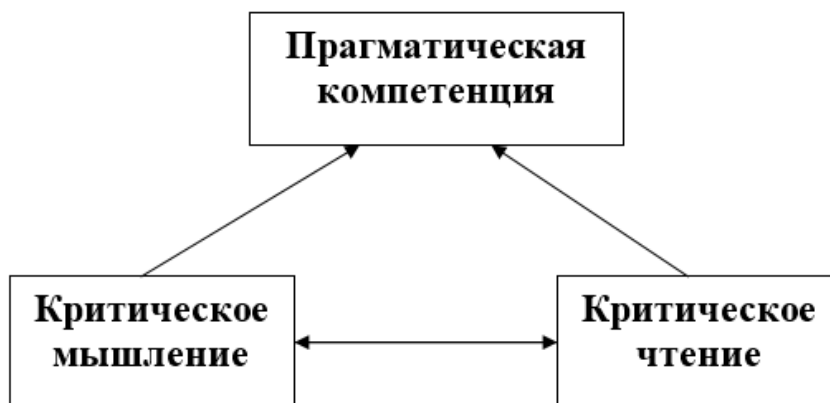 Прагматическая
компетенция
Критическое
мышление
Критическое
чтение